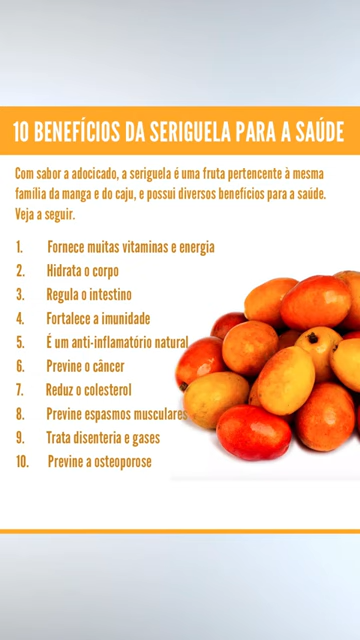 10 BENEFÍCIOS DA SERIGUELA PARA A SAÚDE
Com sabor a adocicado, a seriguela é uma fruta pertencente à mesma
família da manga e do caju, e possui diversos benefícios para a saúde.
Veja a seguir.
1. Fornece muitas vitaminas e energia
2. Hidrata o corpo
3. Regula o intestino
4. Fortalece a imunidade
5. É um anti-inflamatório natural
6. Previne o câncer
7. Reduz o colesterol
8. Previne espasmos musculares
9. Trata disenteria e gases
10. Previne a osteoporose